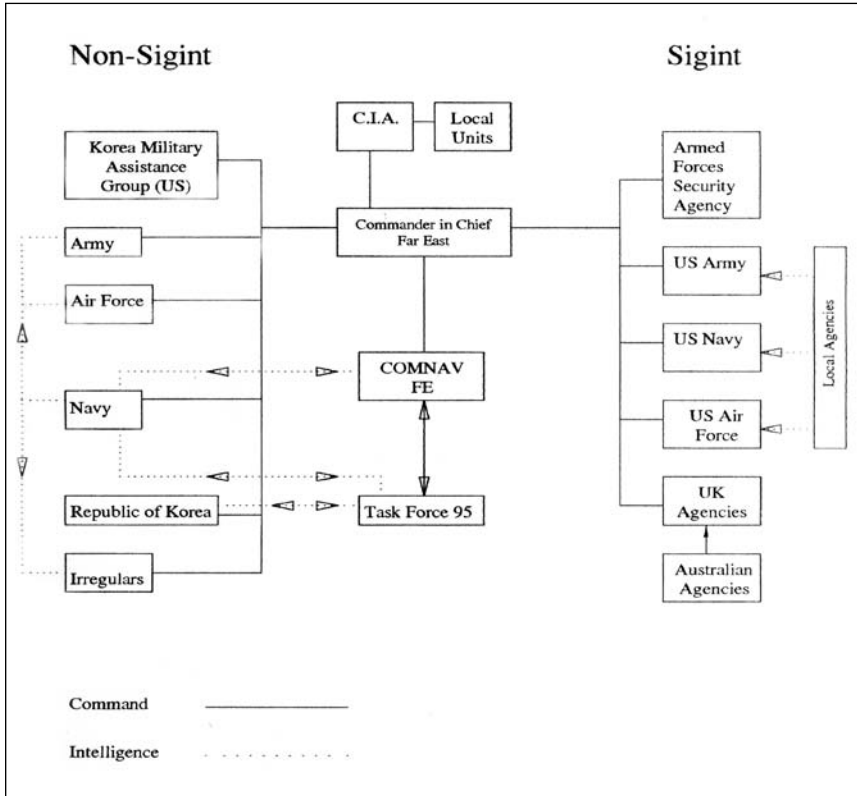 Non-Sigint
Sigint
C.I.A.
Local
Units
Korea Military
Assistance
Group (US)
Armed
Forces
Security
Agency
Commander in Chief
Far East
Army
US Army
Air Force
US Navy
Local Agencies
COMNAV
FE
Navy
US Air
Force
Republic of Korea
Task Force 95
UK
Agencies
Irregulars
Australian
Agencies
Command
Intelligence